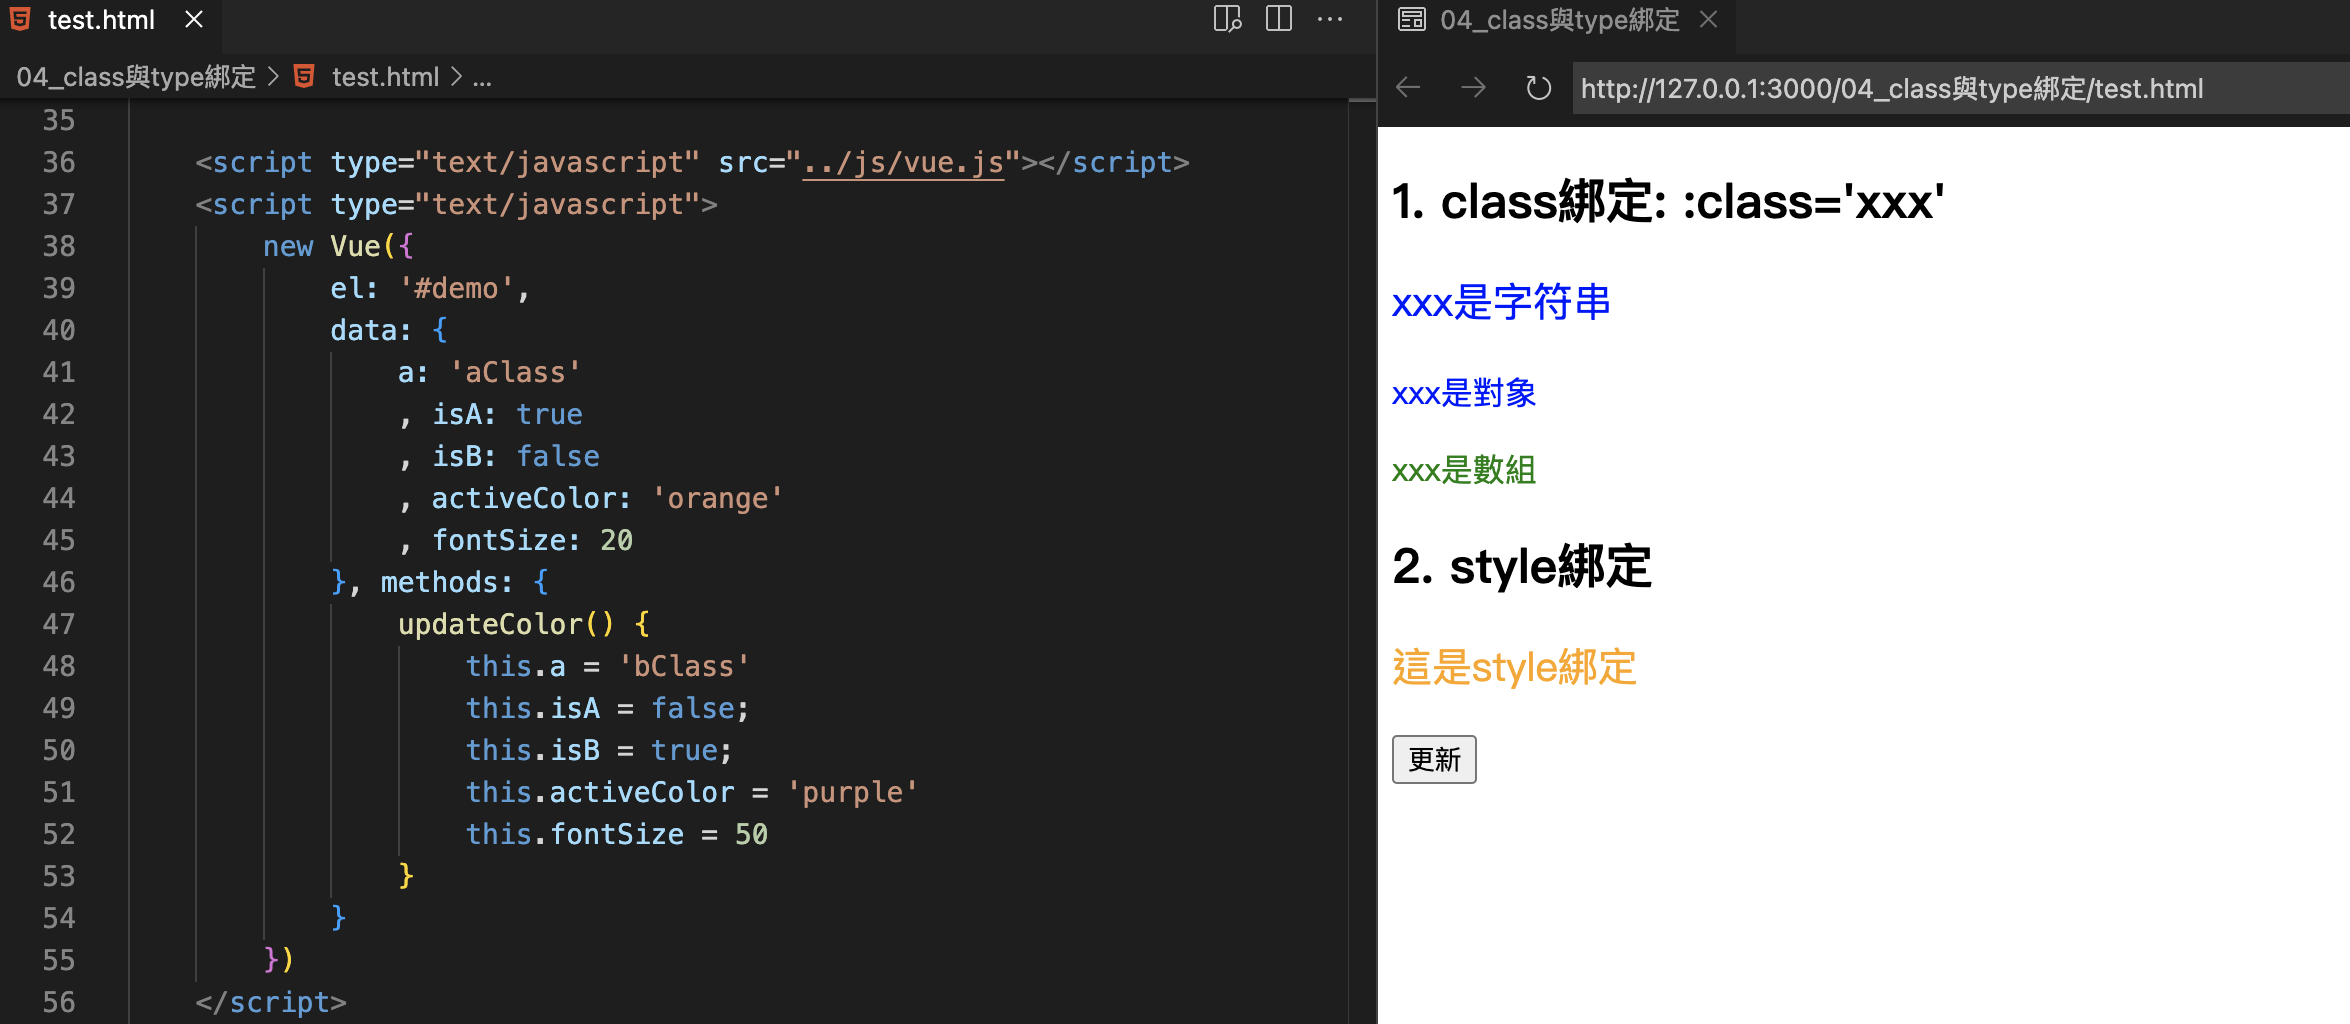 test.html
04_class與type綁定 > test.html > ...
35
36 <script type="text/javascript" src="../js/vue.js"></script>
37 <script type="text/javascript">
38 new Vue({
39 el: '#demo',
40 data: {
41 a: 'aClass'
42 , isA: true
43 , isB: false
44 , activeColor: 'orange'
45 , fontSize: 20
46 }, methods: {
47 updateColor() {
48 this.a = 'bClass'
49 this.isA = false;
50 this.isB = true;
51 this.activeColor = 'purple'
52 this.fontSize = 50
53 }
54 }
55 })
56 </script>
04_class與type綁定
http://127.0.0.1:3000/04_class與type綁定/test.html
1. class綁定: :class='xxx'
xxx是字符串
xxx是對象
xxx是數組
2. style綁定
這是style綁定
更新